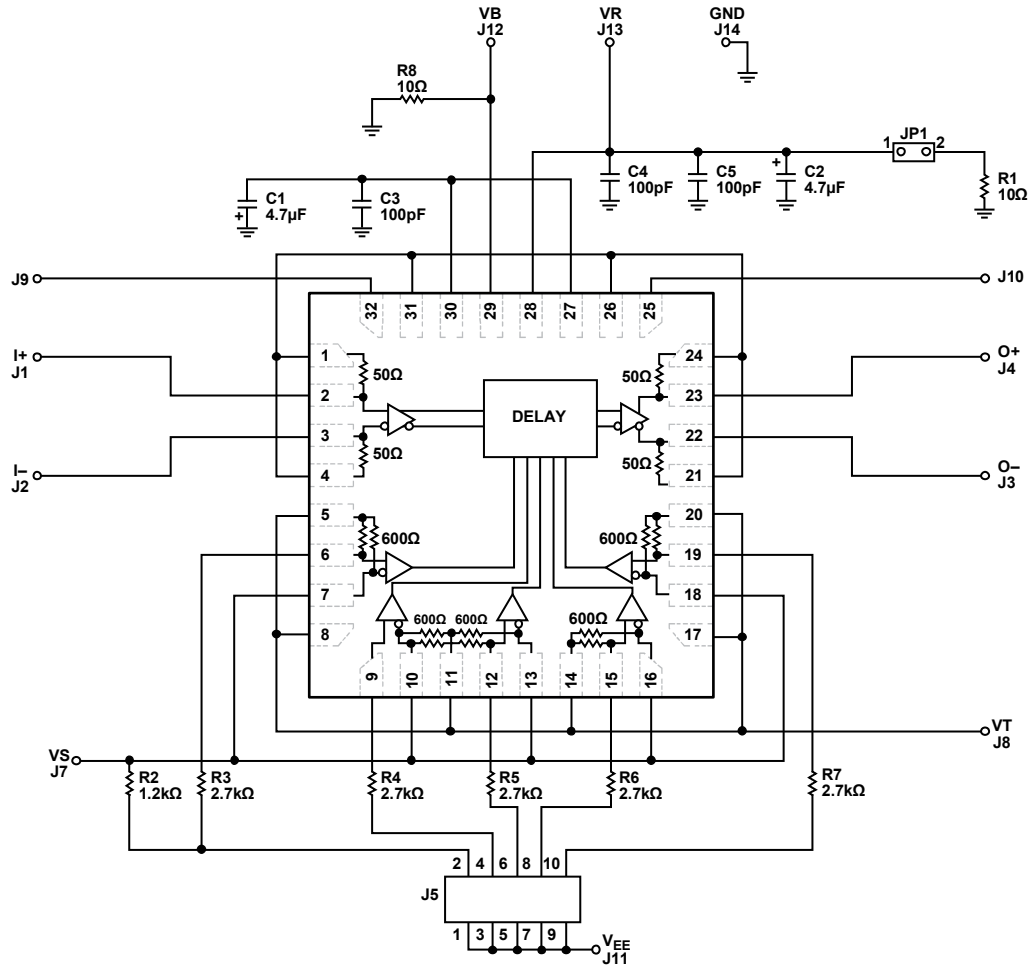 VB
J12
VR
J13
GND
J14
R8
10Ω
JP1
1
2
C4
100pF
C5
100pF
+
C2
4.7µF
R1
10Ω
C1
4.7µF
+
C3
100pF
J9
J10
32
31
30
29
28
27
26
25
I+
J1
I–
J2
O+
J4
O–
J3
1
2
3
4
5
6
7
8
50Ω
50Ω
DELAY
50Ω
50Ω
24
23
22
21
20
19
18
17
600Ω
600Ω
600Ω
600Ω
600Ω
9
10
11
12
13
14
15
16
VT
J8
VS
J7
R2
1.2kΩ
R3
2.7kΩ
R4
2.7kΩ
R5
2.7kΩ
R6
2.7kΩ
R7
2.7kΩ
2 4 6 8 10
J5
1 3 5 7 9
VEE
J11